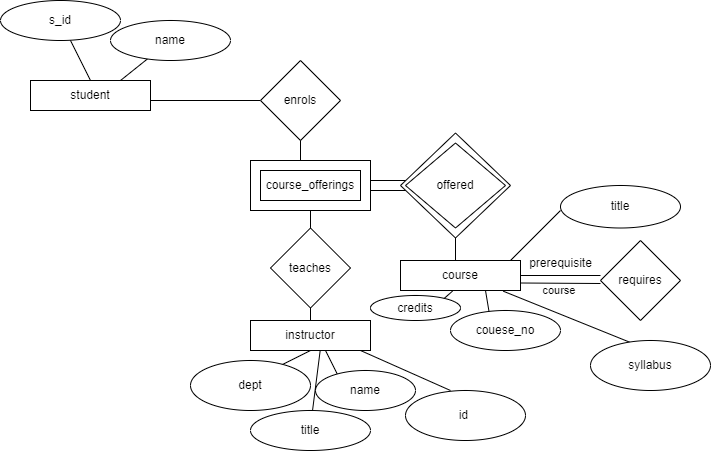 s_id
name
student
enrols
course_offerings
offered
title
teaches
prerequisite
course
requires
course
credits
couese_no
instructor
syllabus
dept
name
title
id